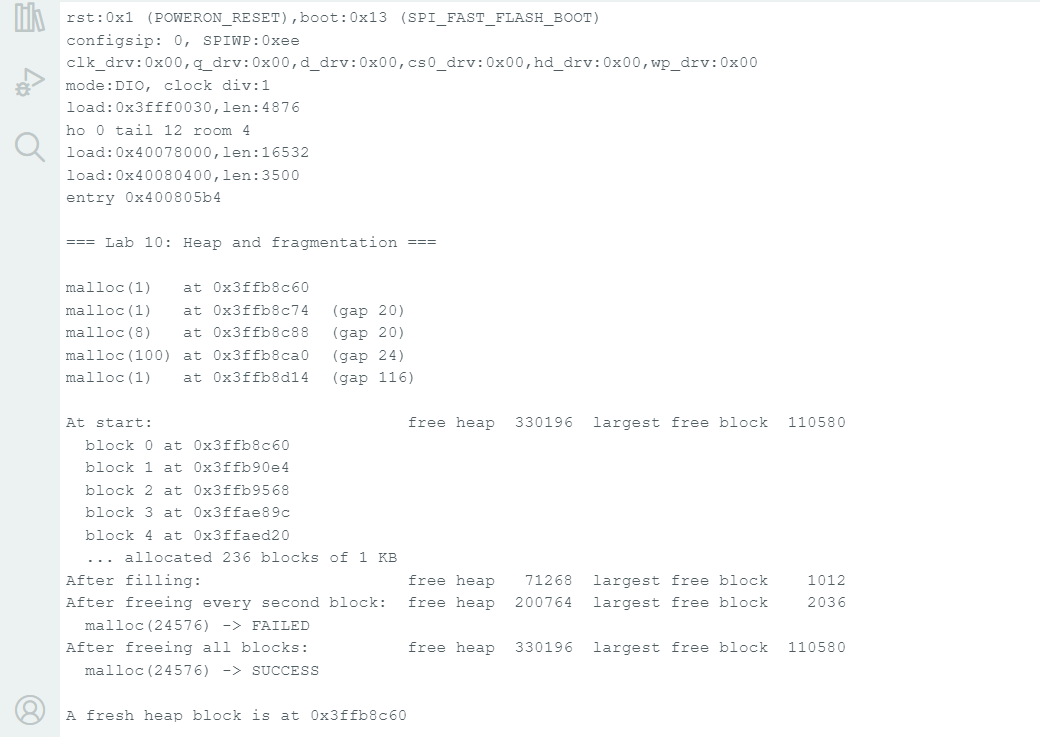 rst:0x1 (POWERON_RESET),boot:0x13 (SPI_FAST_FLASH_BOOT)
configsip: 0, SPIWP:0xee
clk_drv:0x00,q_drv:0x00,d_drv:0x00,cs0_drv:0x00,hd_drv:0x00,wp_drv:0x00
mode:DIO, clock div:1
load:0x3fff0030,len:4876
ho 0 tail 12 room 4
load:0x40078000,len:16532
load:0x40080400,len:3500
entry 0x400805b4

=== Lab 10: Heap and fragmentation ===

malloc(1)   at 0x3ffb8c60
malloc(1)   at 0x3ffb8c74  (gap 20)
malloc(8)   at 0x3ffb8c88  (gap 20)
malloc(100) at 0x3ffb8ca0  (gap 24)
malloc(1)   at 0x3ffb8d14  (gap 116)

At start:                          free heap  330196  largest free block  110580
  block 0 at 0x3ffb8c60
  block 1 at 0x3ffb90e4
  block 2 at 0x3ffb9568
  block 3 at 0x3ffae89c
  block 4 at 0x3ffaed20
  ... allocated 236 blocks of 1 KB
After filling:                     free heap   71268  largest free block    1012
After freeing every second block:  free heap  200764  largest free block    2036
  malloc(24576) -> FAILED
After freeing all blocks:          free heap  330196  largest free block  110580
  malloc(24576) -> SUCCESS

A fresh heap block is at 0x3ffb8c60